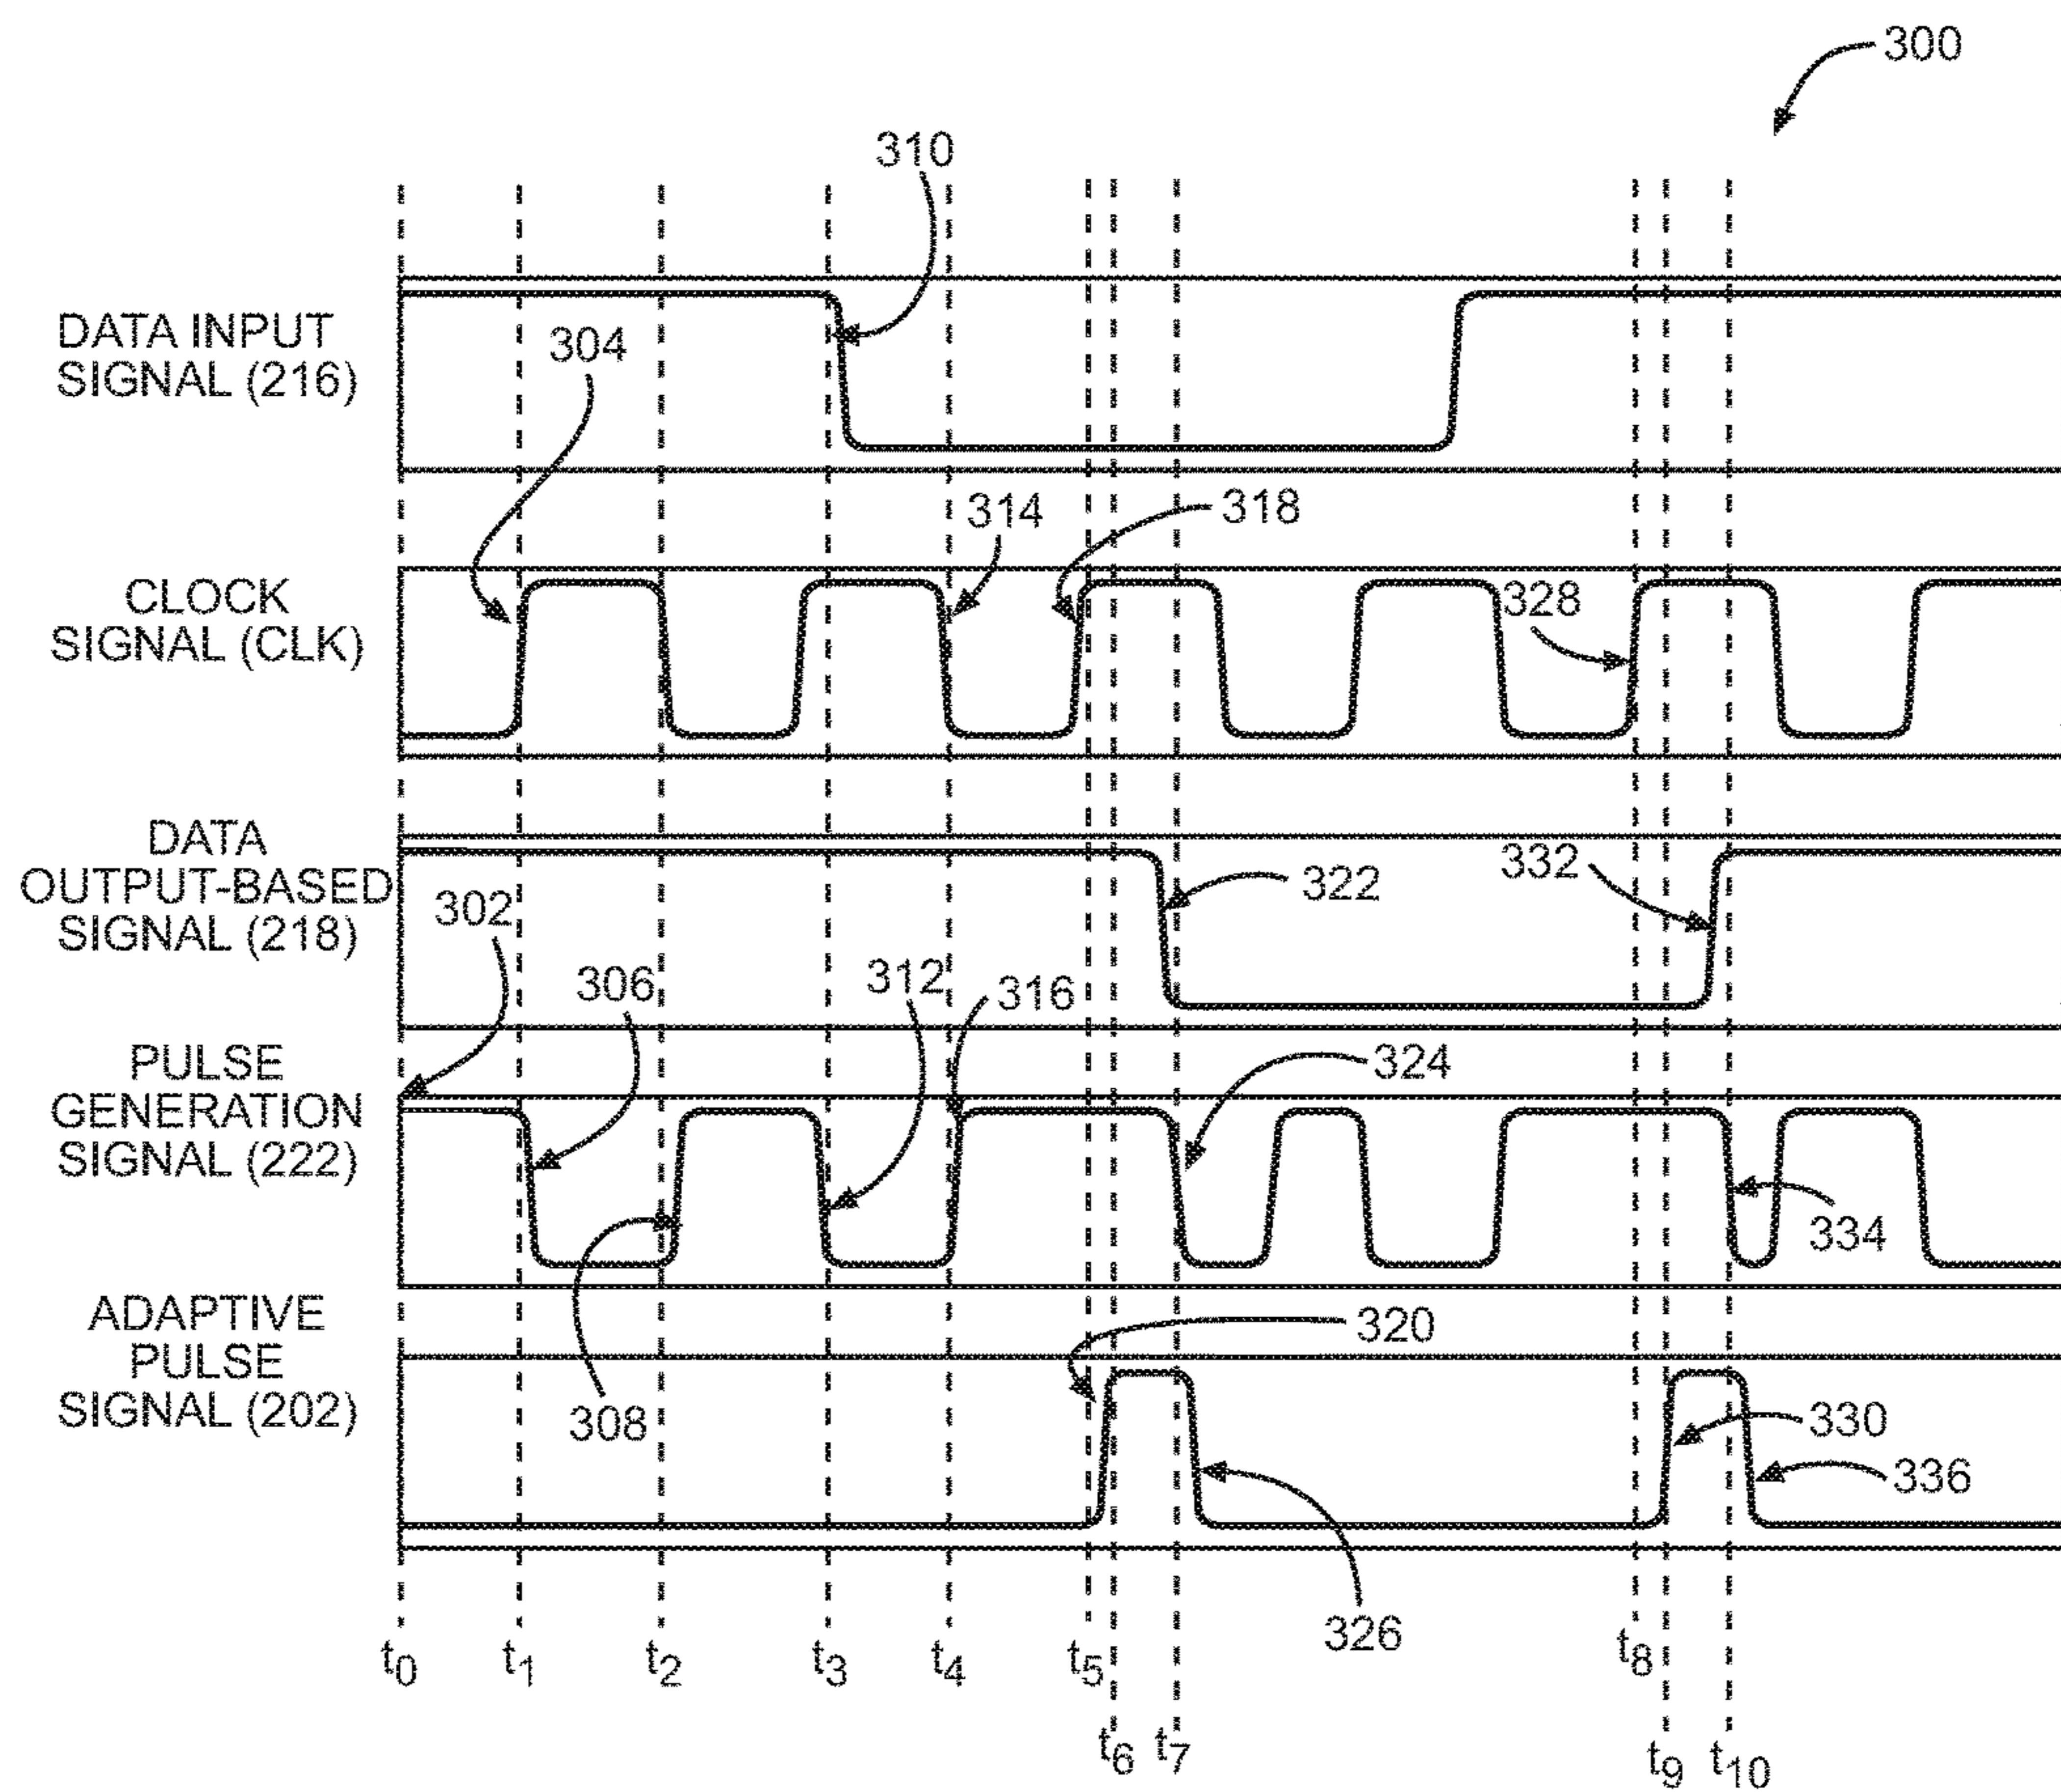 300
310
DATA INPUT
SIGNAL (216)
304
314
318
CLOCK
SIGNAL (CLK)
328
DATA
OUTPUT-BASED
SIGNAL (218)
302
306
312
316
322
332
PULSE
GENERATION
SIGNAL (222)
324
334
ADAPTIVE
PULSE
SIGNAL (202)
308
320
330
336
326
t0 t1 t2 t3 t4 t5 t8
t6 t7 t9 t10